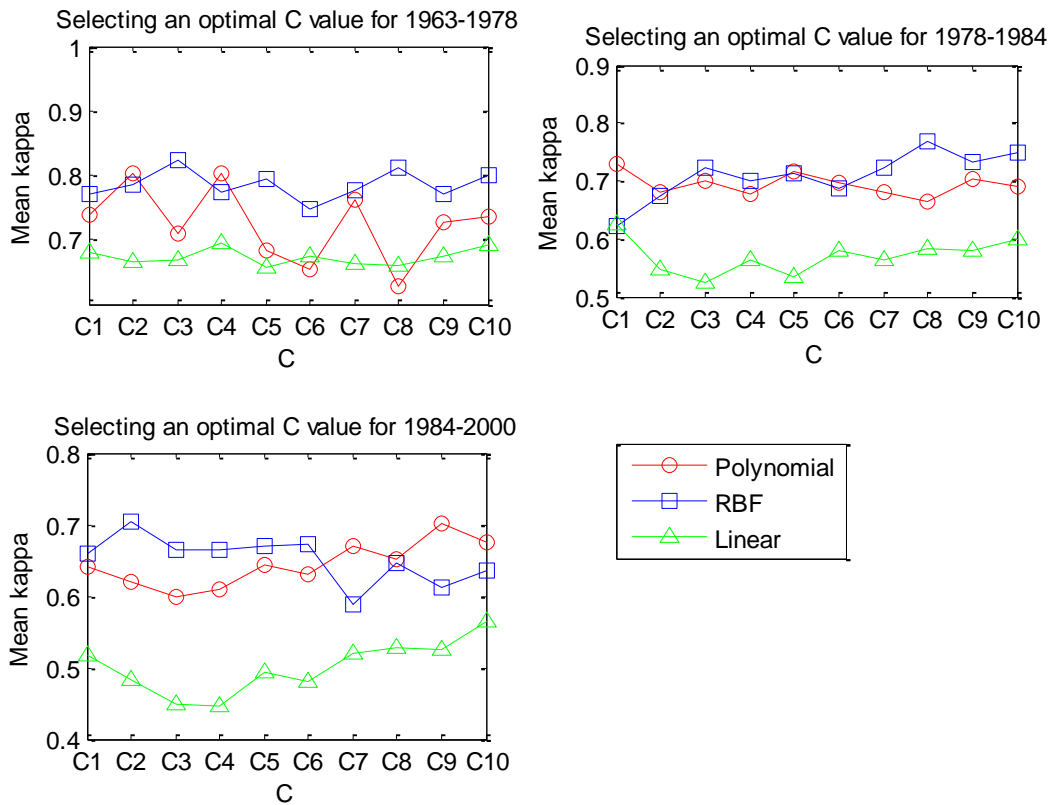 Selecting an optimal C value for 1963-1978
1
0.9
0.8
0.7
Mean kappa
C1 C2 C3 C4 C5 C6 C7 C8 C9 C10
C
Selecting an optimal C value for 1978-1984
0.9
0.8
0.7
0.6
0.5
Mean kappa
C1 C2 C3 C4 C5 C6 C7 C8 C9 C10
C
Selecting an optimal C value for 1984-2000
0.8
0.7
0.6
0.5
0.4
Mean kappa
C1 C2 C3 C4 C5 C6 C7 C8 C9 C10
C
Polynomial
RBF
Linear